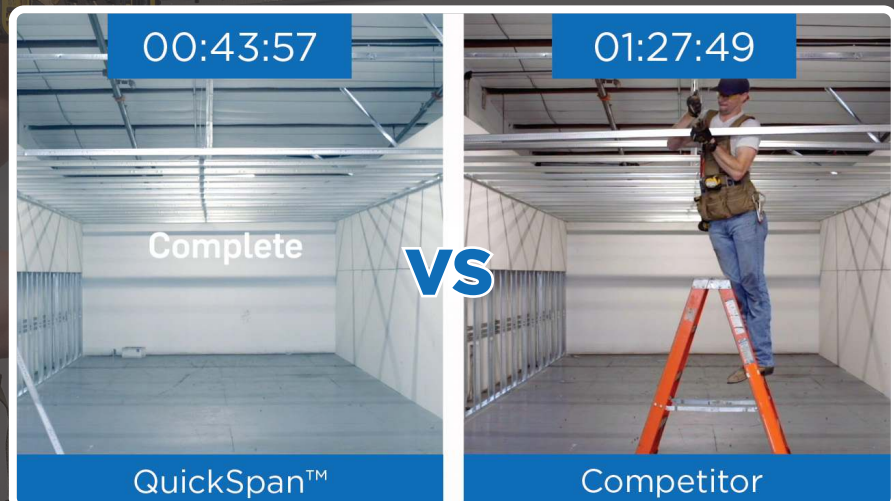 00:43:57
01:27:49
Complete
VS
QuickSpan™
Competitor